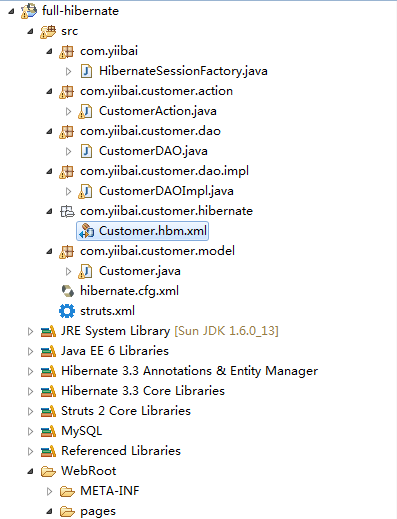 full-hibernate
src
com.yiibai
HibernateSessionFactory.java
com.yiibai.customer.action
CustomerAction.java
com.yiibai.customer.dao
CustomerDAO.java
com.yiibai.customer.dao.impl
CustomerDAOImpl.java
com.yiibai.customer.hibernate
Customer.hbm.xml
com.yiibai.customer.model
Customer.java
hibernate.cfg.xml
struts.xml
JRE System Library [Sun JDK 1.6.0_13]
Java EE 6 Libraries
Hibernate 3.3 Annotations & Entity Manager
Hibernate 3.3 Core Libraries
Struts 2 Core Libraries
MySQL
Referenced Libraries
WebRoot
META-INF
pages